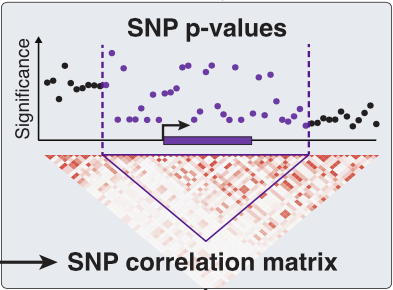 SNP p-values
Significance
SNP correlation matrix